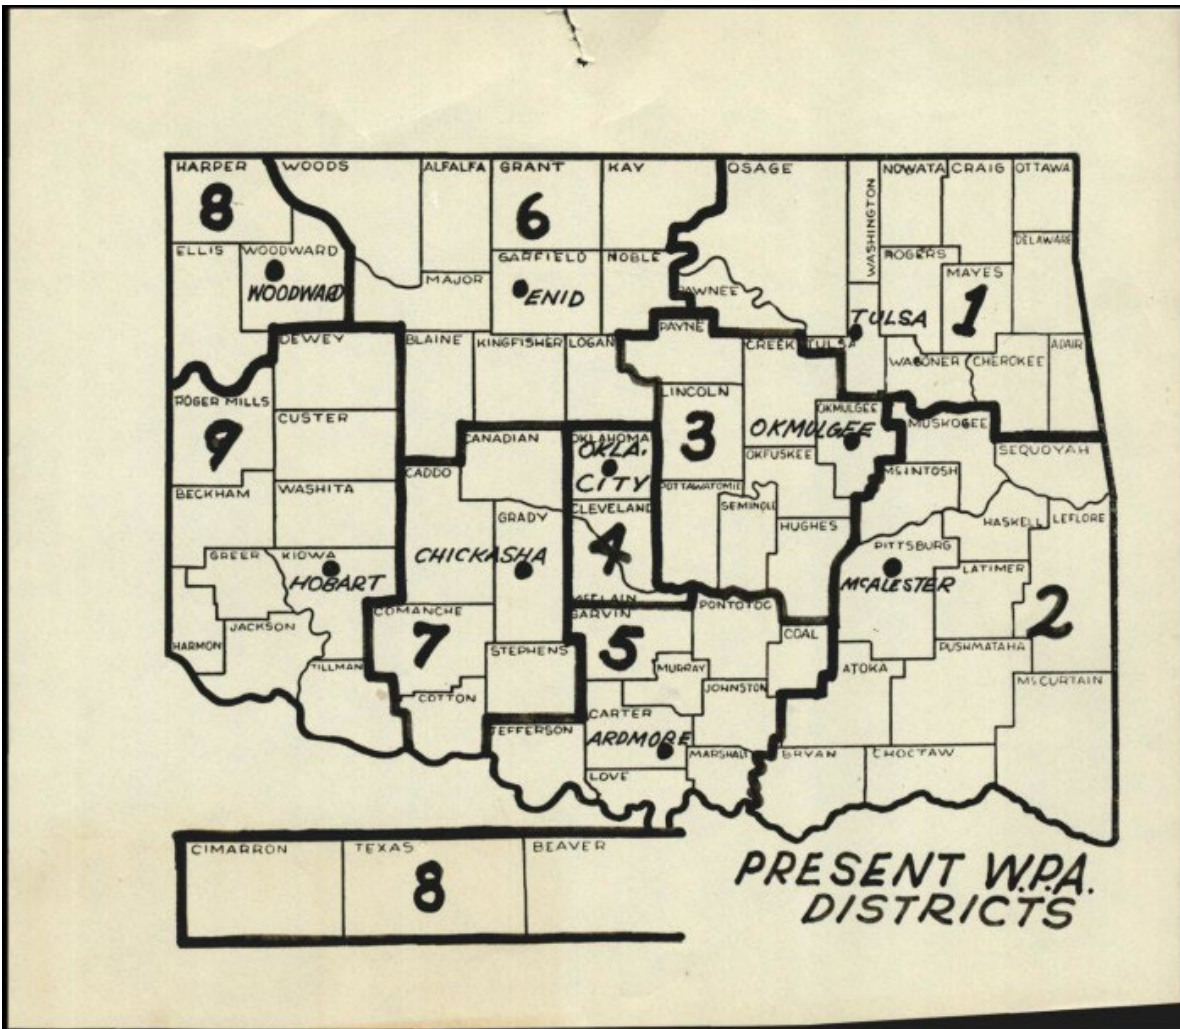 HARPER
WOODS
ALFALFA
GRANT
KAY
OSAGE
WASHINGTON
NOWATA
CRAIG
OTTAWA
8
6
ELLIS
WOODWARD
WOODWARD
MAJOR
GARFIELD
ENID
NOBLE
PAWNEE
ROGERS
MAYES
DELAWARE
1
TULSA
DEWEY
BLAINE
KINGFISHER
LOGAN
PAYNE
CREEK
TULSA
WAGONER
CHEROKEE
ADAIR
ROGER MILLS
9
CUSTER
LINCOLN
3
OKMULGEE
OKMULGEE
MUSKOGEE
SEQUOYAH
CANADIAN
OKLAHOMA
OKLA.
CITY
OKFUSKEE
CADDO
MCINTOSH
BECKHAM
WASHITA
POTTAWATOMIE
SEMINOLE
CLEVELAND
GRADY
HUGHES
HASKELL
LEFLORE
4
GREER
KIOWA
HOBART
CHICKASHA
PITTSBURG
MCALESTER
LATIMER
2
MCCLAIN
COMANCHE
7
GARVIN
5
PONTOTOC
COAL
JACKSON
HARMON
TILLMAN
STEPHENS
MURRAY
JOHNSTON
ATOKA
PUSHMATAHA
MCCURTAIN
COTTON
JEFFERSON
CARTER
ARDMORE
MARSHALL
BRYAN
CHOCTAW
LOVE
CIMARRON
TEXAS
BEAVER
8
PRESENT W.P.A.
DISTRICTS